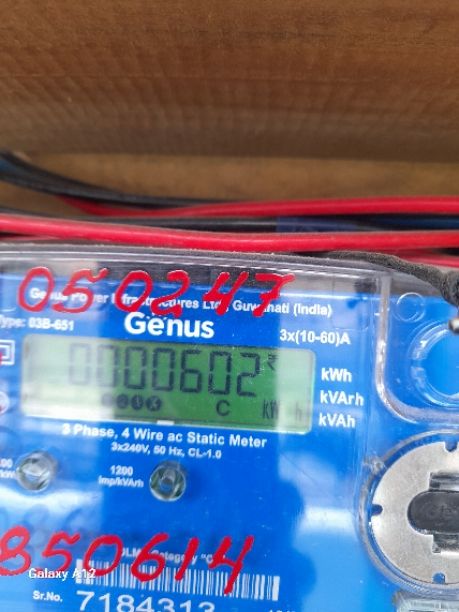 050247
Genus Power Infrastructures Ltd., Guwahati (India)
Type: 03B-651
Genus
3x(10-60)A
0000602
C kW h
kWh
kVArh
kVAh
3 Phase, 4 Wire ac Static Meter
3x240V, 50 Hz, CL-1.0
1200
imp/kVArh
850614
Category "C
Galaxy A12
Sr.No. 7184313